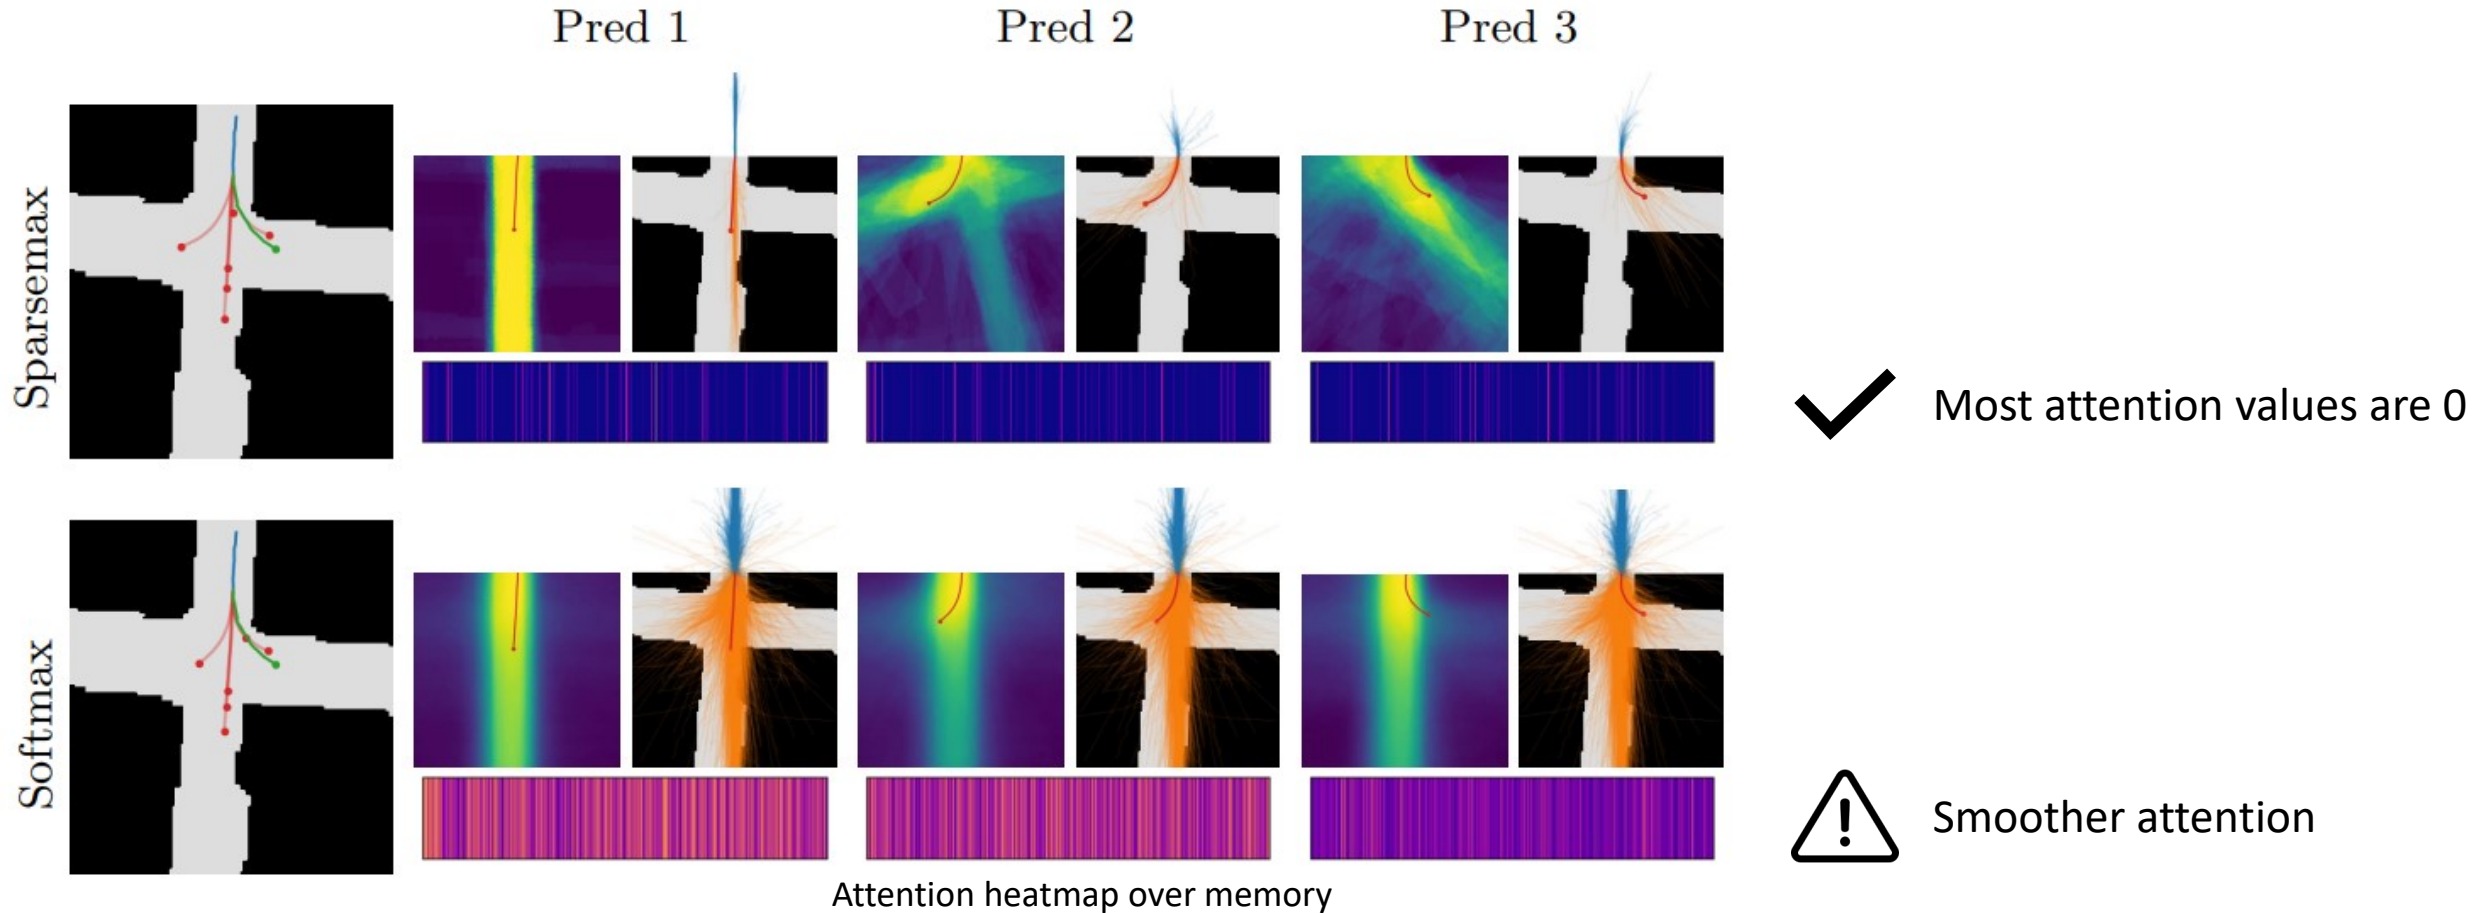 Pred 1
Pred 2
Pred 3
Sparsemax
Most attention values are 0
Softmax
Smoother attention
Attention heatmap over memory